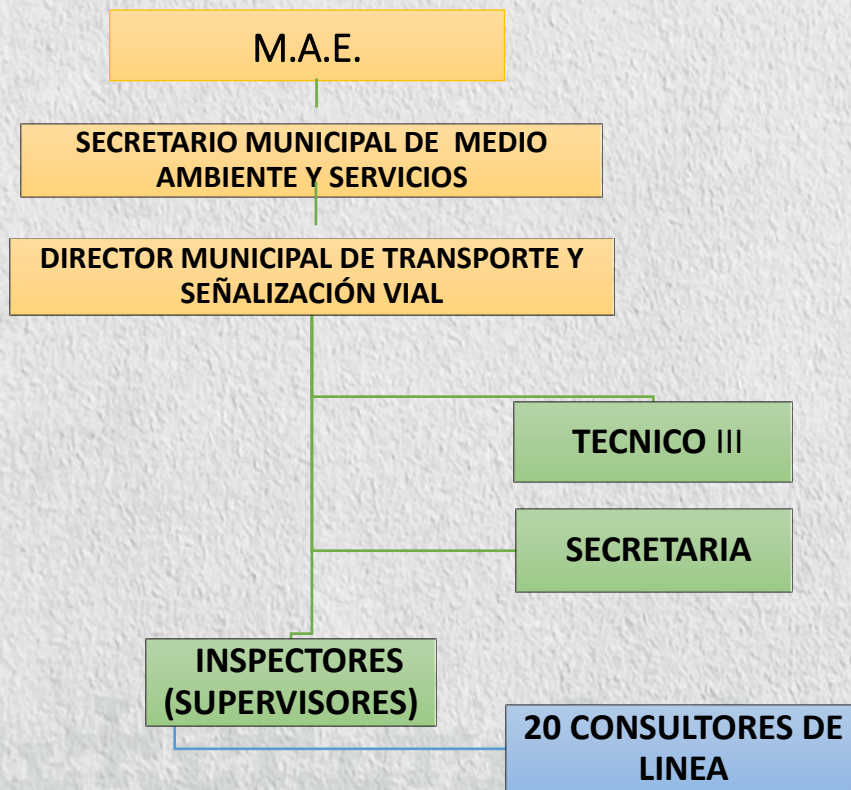 M.A.E.
SECRETARIO MUNICIPAL DE MEDIO
AMBIENTE Y SERVICIOS
DIRECTOR MUNICIPAL DE TRANSPORTE Y
SEÑALIZACIÓN VIAL
TECNICO III
SECRETARIA
INSPECTORES
(SUPERVISORES)
20 CONSULTORES DE
LINEA